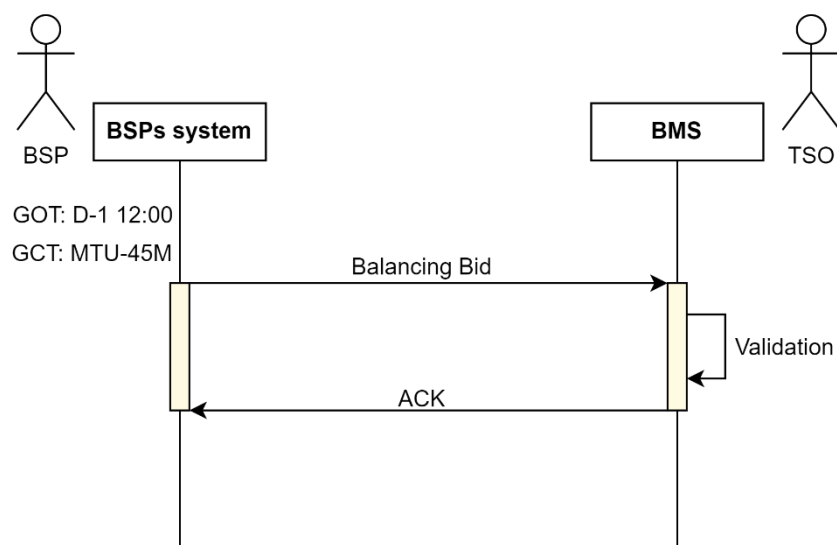 BSP
BSPs system
BMS
TSO
GOT: D-1 12:00
GCT: MTU-45M
Balancing Bid
Validation
ACK